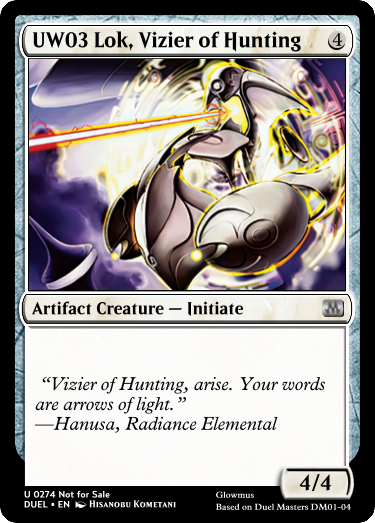 UW03 Lok, Vizier of Hunting 4
Artifact Creature — Initiate
“Vizier of Hunting, arise. Your words
are arrows of light.”
—Hanusa, Radiance Elemental
4/4
U 0274 Not for Sale
DUEL • EN Hisanobu Kometani
Glowmus
Based on Duel Masters DM01-04